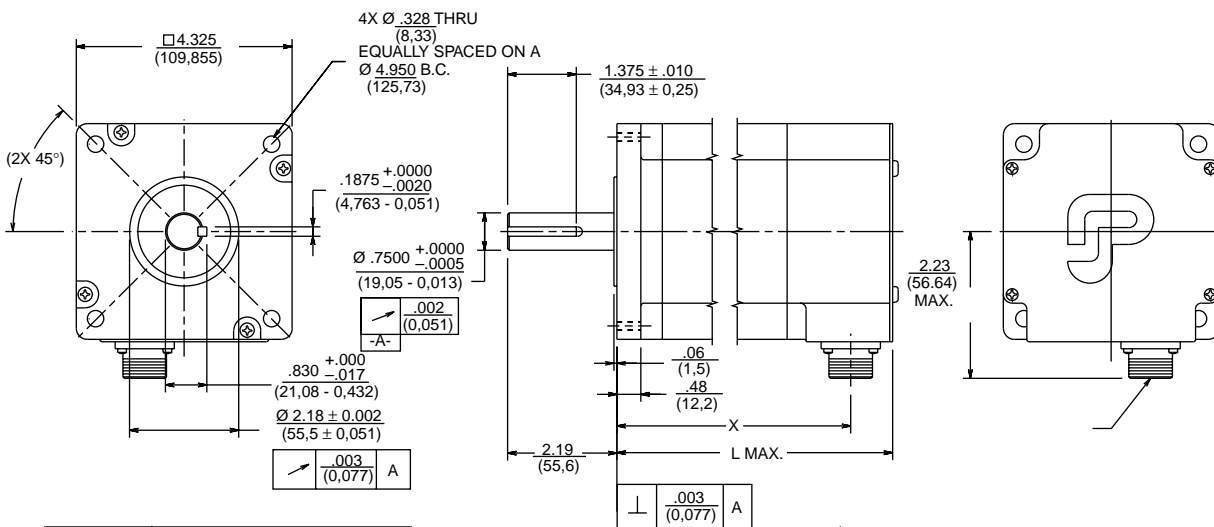 □4.325
(109,855)
4X Ø .328 THRU
(8,33)
EQUALLY SPACED ON A
Ø 4.950 B.C.
(125,73)
(2X 45°)
.1875 +.0000
–.0020
(4,763 - 0,051)
Ø .7500 +.0000
–.0005
(19,05 - 0,013)
.002
(0,051)
-A-
.830 +.000
–.017
(21,08 - 0,432)
Ø 2.18 ± 0.002
(55,5 ± 0,051)
.003
(0,077)
A
1.375 ± .010
(34,93 ± 0,25)
.06
(1,5)
.48
(12,2)
X
2.19
(55,6)
L MAX.
⊥
.003
(0,077)
A
2.23
(56.64)
MAX.